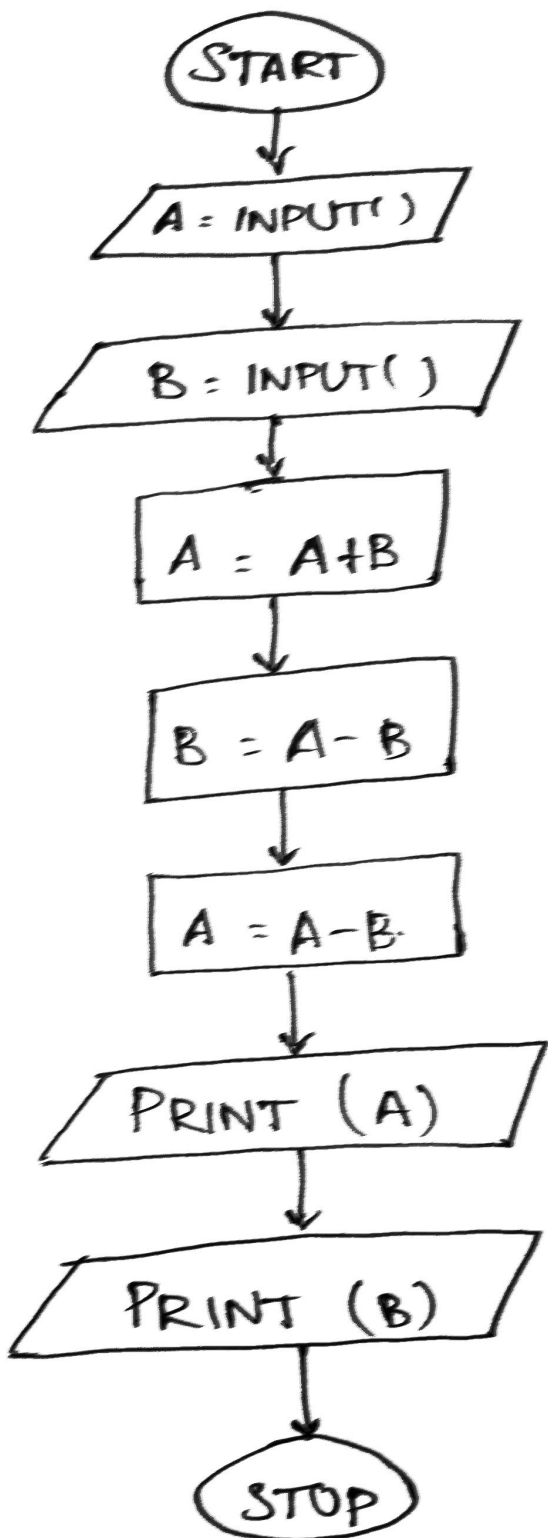 START
A = INPUT()
B = INPUT()
A = A+B
B = A - B
A = A - B.
PRINT (A)
PRINT (B)
STOP